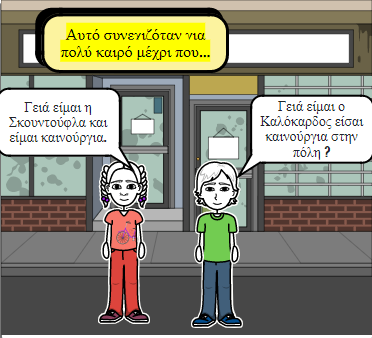 Αυτό συνεχιζόταν για
πολύ καιρό μέχρι που...
Γειά είμαι η
Σκουντούφλα και
είμαι καινούργια.
Γειά είμαι ο
Καλόκαρδος είσαι
καινούργια στην
πόλη ?